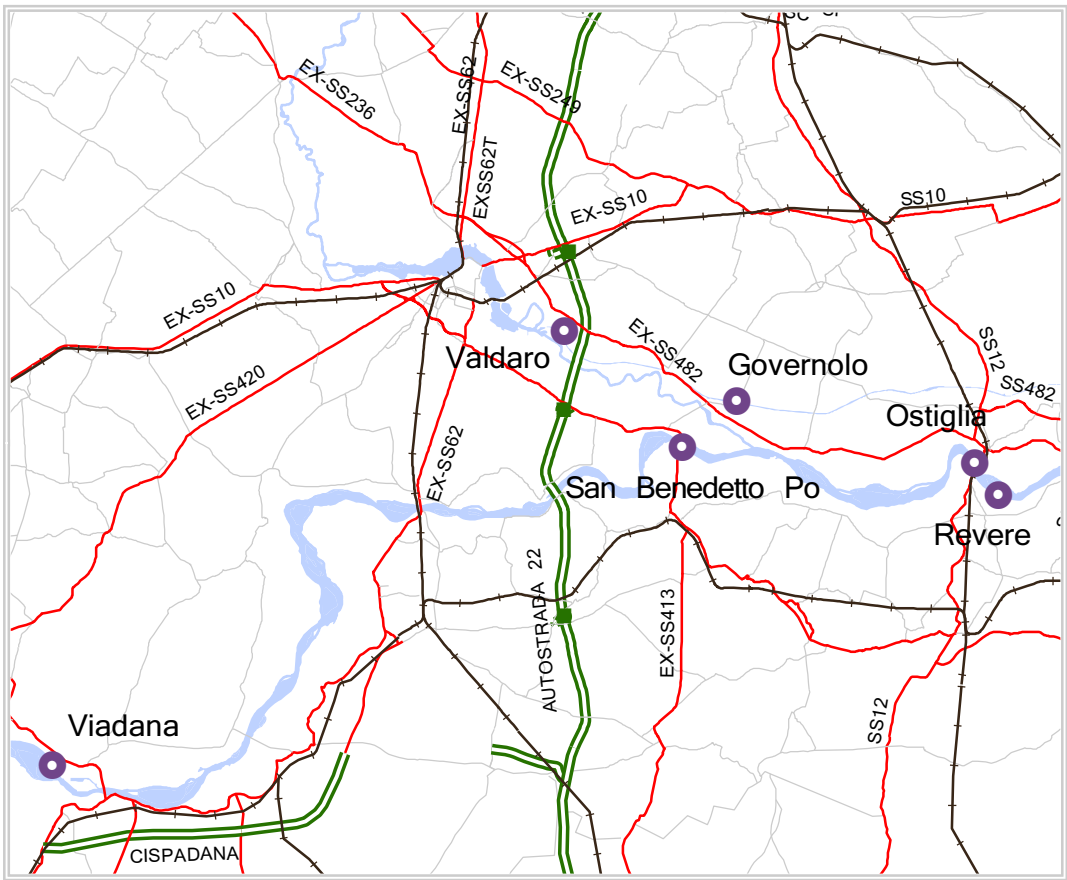 EX-SS236
EX-SS62
EX-SS249
EXSS62T
EX-SS10
SS10
EX-SS10
EX-SS420
Valdaro
EX-SS482
Governolo
SS12
SS482
Ostiglia
EX-SS62
San Benedetto Po
Revere
AUTOSTRADA 22
EX-SS413
SS12
Viadana
CISPADANA